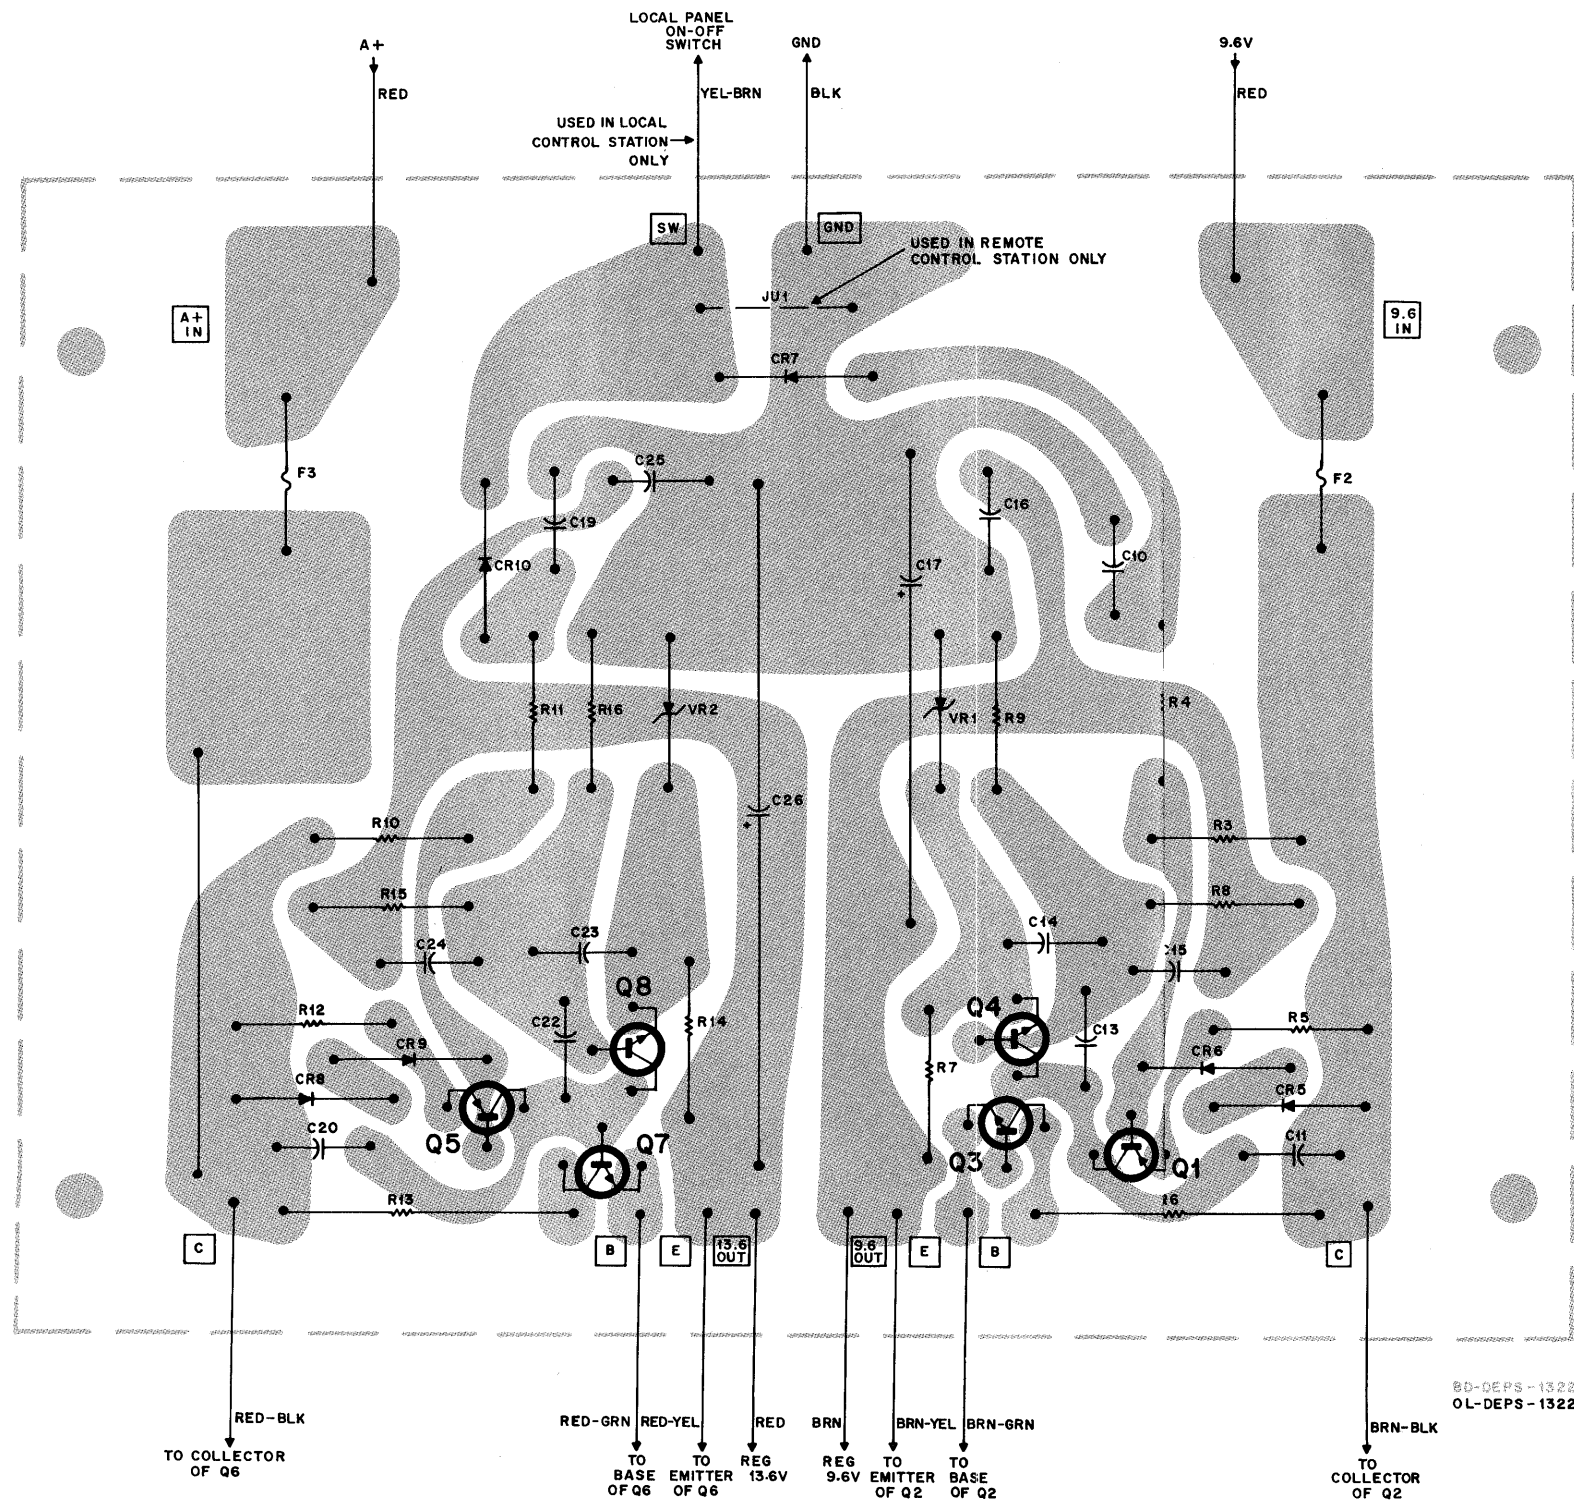 LOCAL PANEL
ON-OFF
SWITCH
A+
GND
9.6V
RED
YEL-BRN
BLK
RED
USED IN LOCAL
CONTROL STATION
ONLY
SW
GND
USED IN REMOTE
CONTROL STATION ONLY
JU1
A+
IN
9.6
IN
CR7
C25
F3
F2
C19
C16
CR10
C17
C10
+
R11
R16
VR2
VR1
R9
R4
C26
+
R10
R3
R15
R8
C24
C23
C14
C15
Q8
Q4
R12
C22
R14
C13
R5
CR9
R7
CR6
CR8
CR5
C20
Q5
Q7
Q3
Q1
C11
R13
16
C
B
E
13.6
OUT
9.6
OUT
E
B
C
BD-DEPS-1322
OL-DEPS-1322
RED-BLK
RED-GRN
RED-YEL
RED
BRN
BRN-YEL
BRN-GRN
BRN-BLK
TO COLLECTOR
OF Q6
TO
BASE
OF Q6
TO
EMITTER
OF Q6
REG
13.6V
REG
9.6V
TO
EMITTER
OF Q2
TO
BASE
OF Q2
TO
COLLECTOR
OF Q2